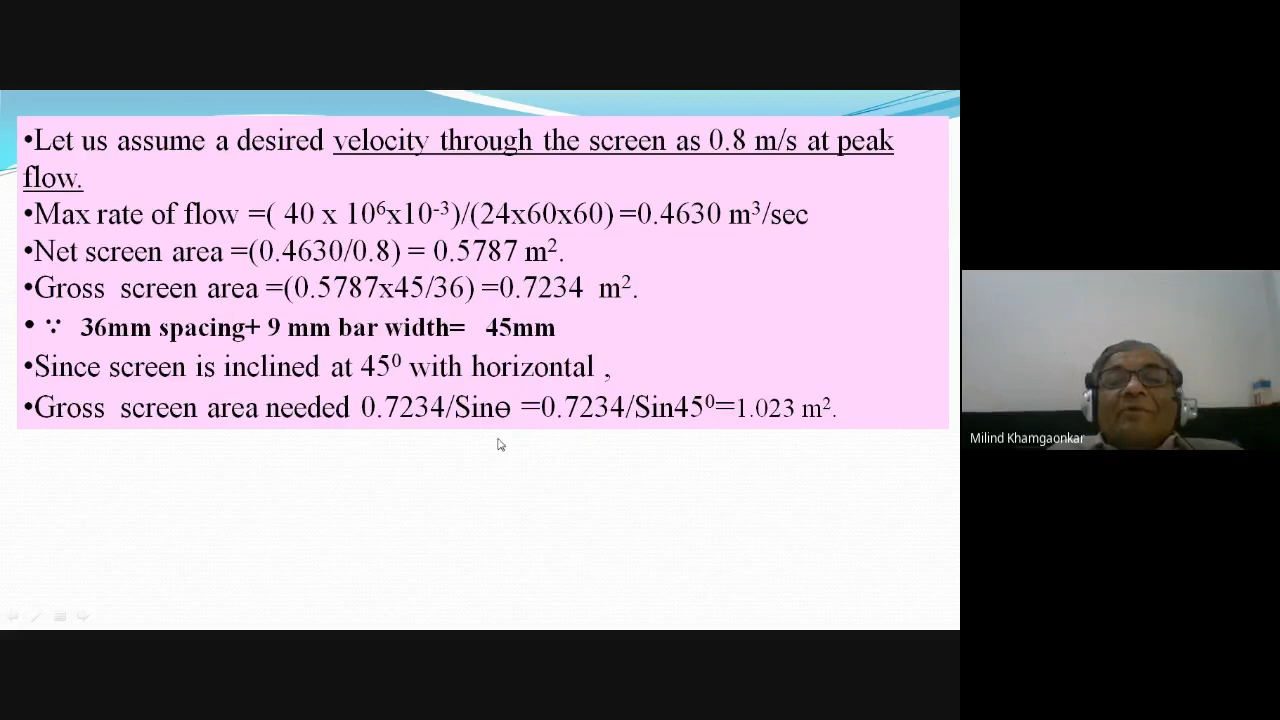 •Let us assume a desired velocity through the screen as 0.8 m/s at peak
flow.
•Max rate of flow =( 40 x 10⁶x10⁻³)/(24x60x60) =0.4630 m³/sec
•Net screen area =(0.4630/0.8) = 0.5787 m².
•Gross screen area =(0.5787x45/36) =0.7234 m².
• ∵ 36mm spacing+ 9 mm bar width= 45mm
•Since screen is inclined at 45⁰ with horizontal ,
•Gross screen area needed 0.7234/Sinɵ =0.7234/Sin45⁰=1.023 m².
Milind Khamgaonkar